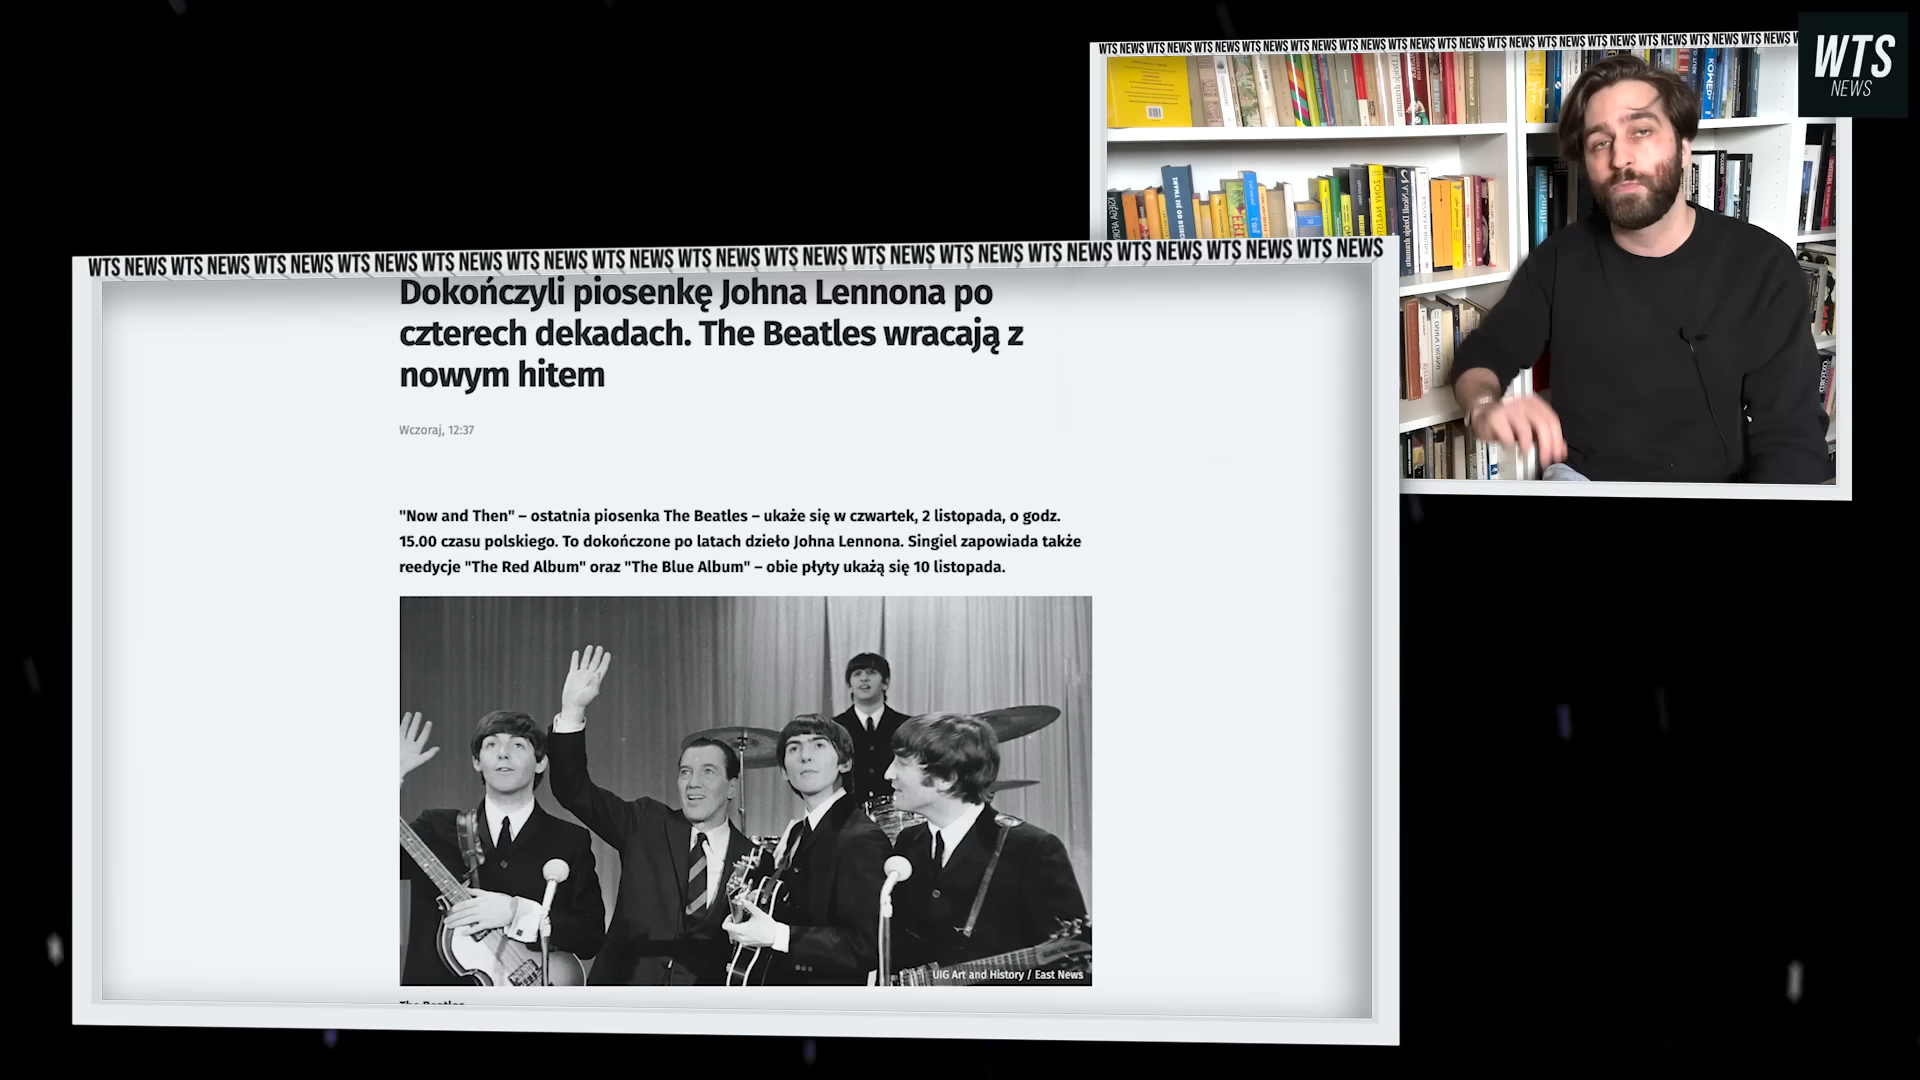 WTS NEWS WTS NEWS WTS NEWS WTS NEWS WTS NEWS WTS NEWS WTS NEWS WTS NEWS WTS NEWS WTS NEWS WTS NEWS WTS NEWS WTS NEWS WTS NEWS
WTS
NEWS
KOMEDY
WTS NEWS WTS NEWS WTS NEWS WTS NEWS WTS NEWS WTS NEWS WTS NEWS WTS NEWS WTS NEWS WTS NEWS WTS NEWS WTS NEWS WTS NEWS WTS NEWS WTS NEWS
Dokończyli piosenkę Johna Lennona po
czterech dekadach. The Beatles wracają z
nowym hitem
Wczoraj, 12:37
"Now and Then" – ostatnia piosenka The Beatles – ukaże się w czwartek, 2 listopada, o godz.
15.00 czasu polskiego. To dokończone po latach dzieło Johna Lennona. Singiel zapowiada także
reedycje "The Red Album" oraz "The Blue Album" – obie płyty ukażą się 10 listopada.
UIG Art and History / East News
The Beatles